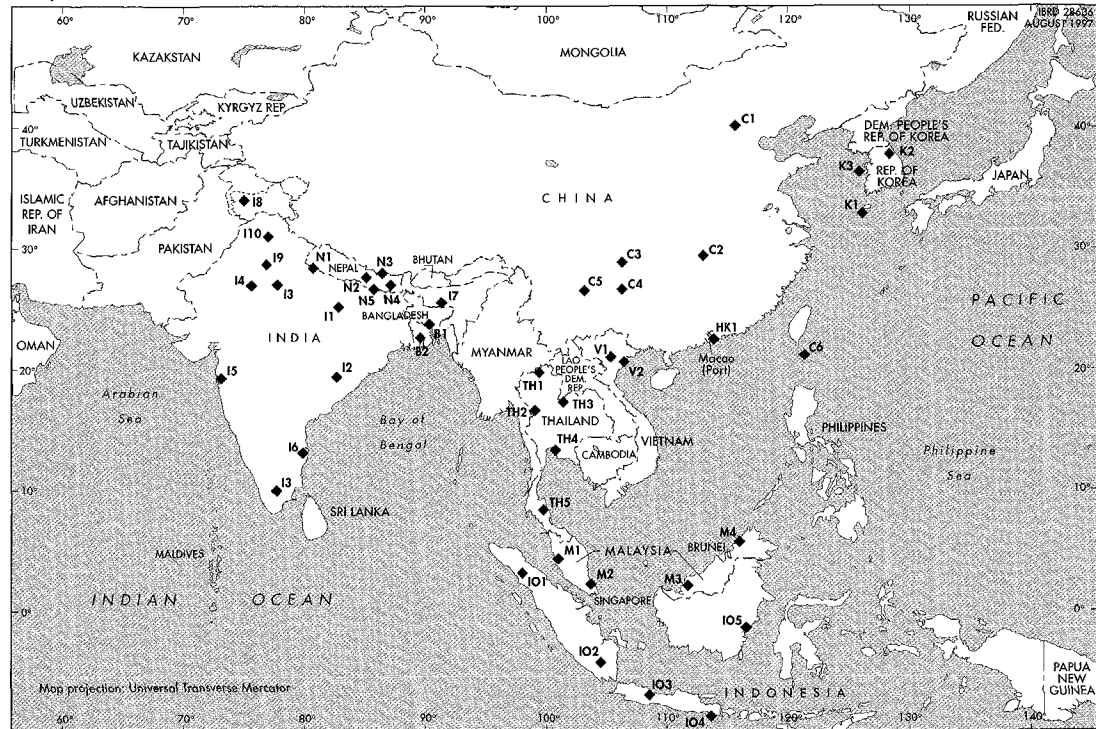 60° 70° 80° 90° 100° 110° 120° 130°
IBRD 28636
AUGUST 1997
RUSSIAN
FED.
KAZAKSTAN
MONGOLIA
UZBEKISTAN
KYRGYZ REP.
40°
TURKMENISTAN
TAJIKISTAN
C1
40°
DEM. PEOPLE'S
REP. OF KOREA
K2
K3
REP. OF
KOREA
JAPAN
K1
ISLAMIC
REP. OF
IRAN
AFGHANISTAN
I8
CHINA
PAKISTAN
I10
30°
I9
N1
NEPAL
N3
BHUTAN
C3
C2
30°
I4
I3
N2
N5
N4
I7
C5
C4
I1
BANGLADESH
B1
B2
INDIA
OMAN
MYANMAR
HK1
Macao
(Port)
C6
PACIFIC
OCEAN
V1
V2
LAO
PEOPLE'S
DEM.
REP.
20°
I5
I2
TH1
20°
Arabian
Sea
TH3
TH2
THAILAND
Bay of
Bengal
TH4
CAMBODIA
VIETNAM
PHILIPPINES
Philippine
Sea
I6
10°
I3
SRI LANKA
TH5
10°
MALDIVES
M4
BRUNEI
M1
MALAYSIA
IO1
M2
M3
SINGAPORE
INDIAN OCEAN
0°
0°
IO5
IO2
Map projection: Universal Transverse Mercator
IO3
INDONESIA
IO4
PAPUA
NEW
GUINEA
60° 70° 80° 90° 100° 110° 120° 130° 140°